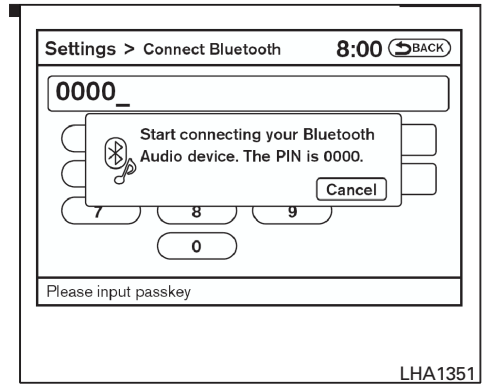 Settings > Connect Bluetooth 8:00 BACK
0000_
Start connecting your Bluetooth
Audio device. The PIN is 0000.
Cancel
7 8 9
0
Please input passkey
LHA1351